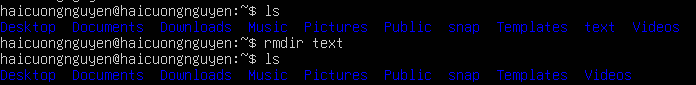 haicuongnguyen@haicuongnguyen:~$ ls
Desktop  Documents  Downloads  Music  Pictures  Public  snap  Templates  text  Videos
haicuongnguyen@haicuongnguyen:~$ rmdir text
haicuongnguyen@haicuongnguyen:~$ ls
Desktop  Documents  Downloads  Music  Pictures  Public  snap  Templates  Videos